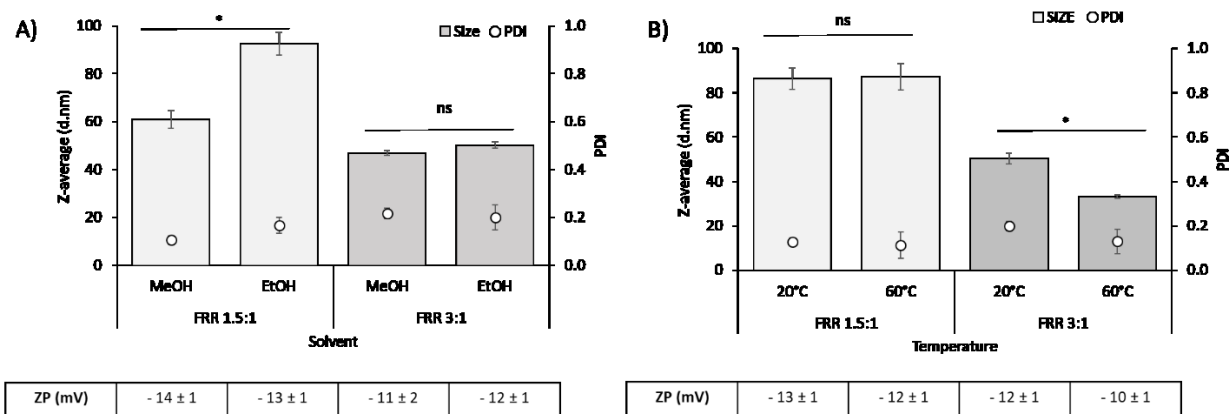 A)
*
Size PDI
100
80
60
40
20
0
Z-average (d.nm)
1.0
0.8
0.6
0.4
0.2
0.0
PDI
ns
MeOH EtOH MeOH EtOH
FRR 1.5:1 FRR 3:1
Solvent
ZP (mV) - 14 ± 1 - 13 ± 1 - 11 ± 2 - 12 ± 1
B)
ns
SIZE PDI
100
80
60
40
20
0
Z-average (d.nm)
1.0
0.8
0.6
0.4
0.2
0.0
PDI
*
20°C 60°C 20°C 60°C
FRR 1.5:1 FRR 3:1
Temperature
ZP (mV) - 13 ± 1 - 12 ± 1 - 12 ± 1 - 10 ± 1